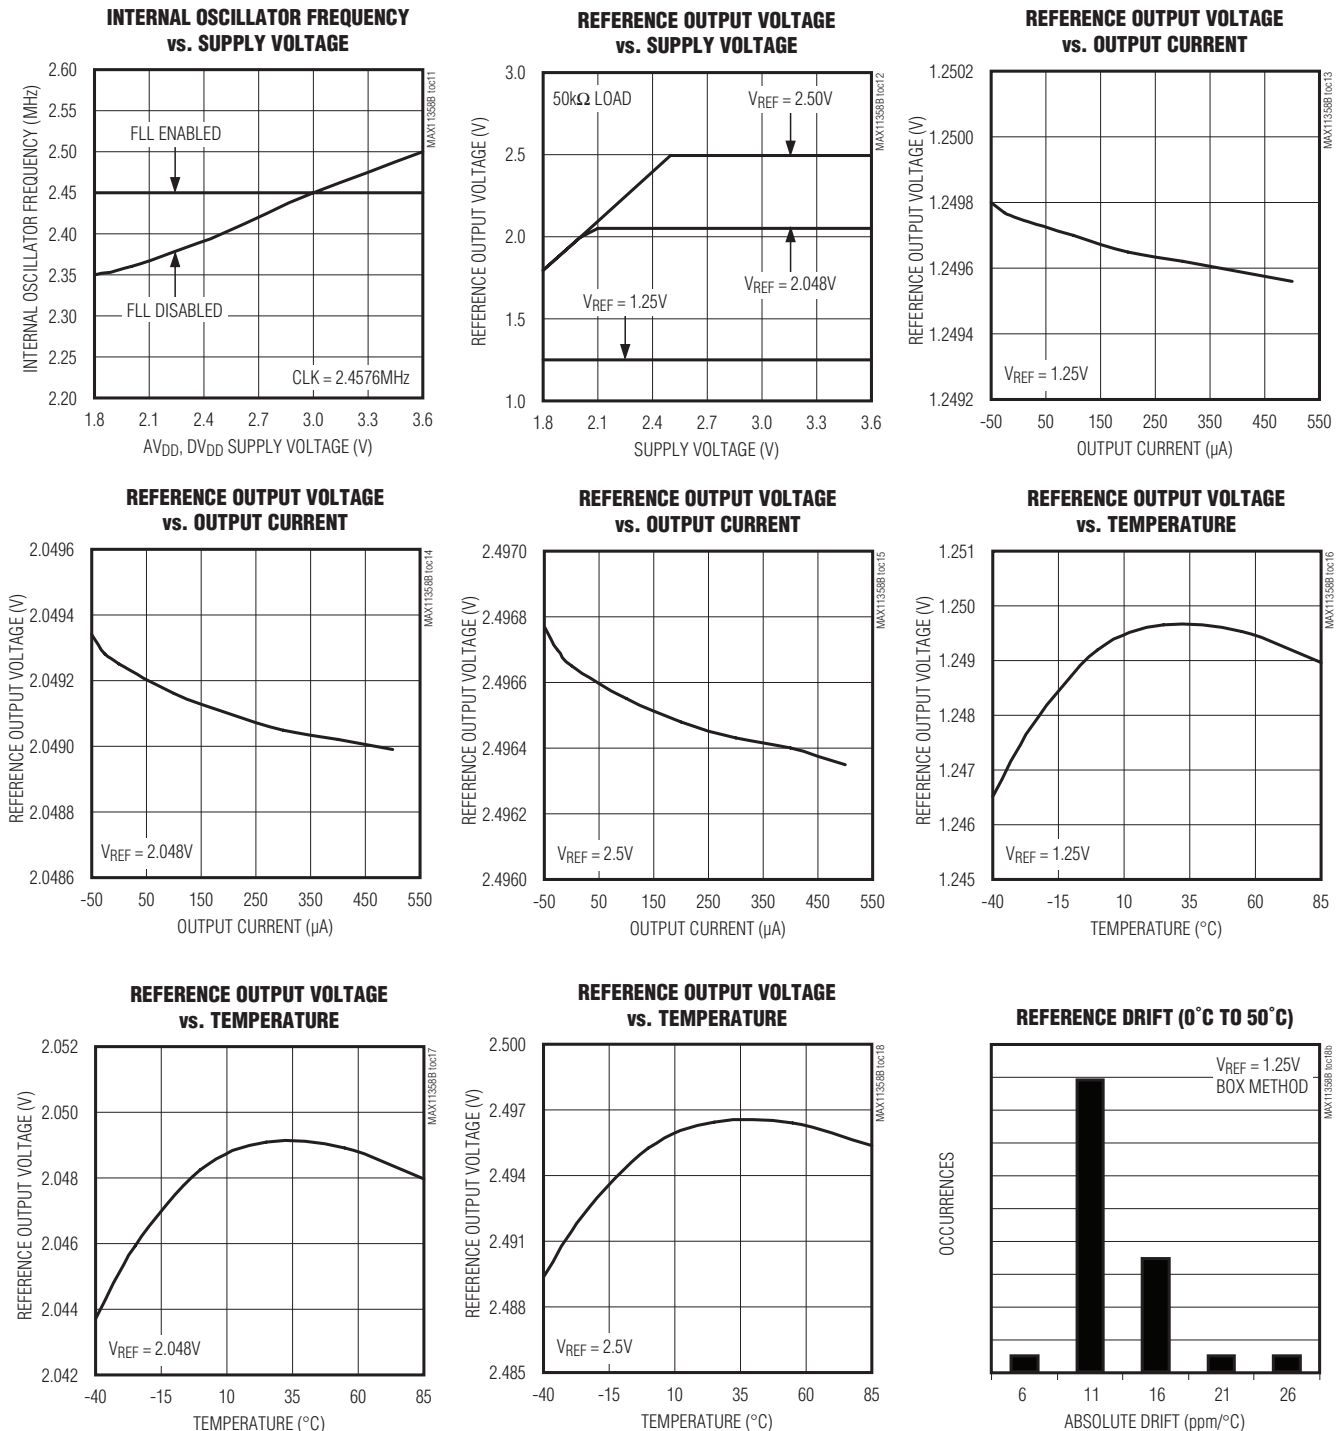 INTERNAL OSCILLATOR FREQUENCY
vs. SUPPLY VOLTAGE
INTERNAL OSCILLATOR FREQUENCY (MHz)
2.60
2.55
2.50
2.45
2.40
2.35
2.30
2.25
2.20
FLL ENABLED
FLL DISABLED
CLK = 2.4576MHz
MAX11358B toc11
1.8 2.1 2.4 2.7 3.0 3.3 3.6
AVDD, DVDD SUPPLY VOLTAGE (V)
REFERENCE OUTPUT VOLTAGE
vs. SUPPLY VOLTAGE
REFERENCE OUTPUT VOLTAGE (V)
3.0
2.5
2.0
1.5
1.0
50kΩ LOAD
VREF = 2.50V
VREF = 2.048V
VREF = 1.25V
MAX11358B toc12
1.8 2.1 2.4 2.7 3.0 3.3 3.6
SUPPLY VOLTAGE (V)
REFERENCE OUTPUT VOLTAGE
vs. OUTPUT CURRENT
REFERENCE OUTPUT VOLTAGE (V)
1.2502
1.2500
1.2498
1.2496
1.2494
1.2492
VREF = 1.25V
MAX11358B toc13
-50 50 150 250 350 450 550
OUTPUT CURRENT (µA)
REFERENCE OUTPUT VOLTAGE
vs. OUTPUT CURRENT
REFERENCE OUTPUT VOLTAGE (V)
2.0496
2.0494
2.0492
2.0490
2.0488
2.0486
VREF = 2.048V
MAX11358B toc14
-50 50 150 250 350 450 550
OUTPUT CURRENT (µA)
REFERENCE OUTPUT VOLTAGE
vs. OUTPUT CURRENT
REFERENCE OUTPUT VOLTAGE (V)
2.4970
2.4968
2.4966
2.4964
2.4962
2.4960
VREF = 2.5V
MAX11358B toc15
-50 50 150 250 350 450 550
OUTPUT CURRENT (µA)
REFERENCE OUTPUT VOLTAGE
vs. TEMPERATURE
REFERENCE OUTPUT VOLTAGE (V)
1.251
1.250
1.249
1.248
1.247
1.246
1.245
VREF = 1.25V
MAX11358B toc16
-40 -15 10 35 60 85
TEMPERATURE (°C)
REFERENCE OUTPUT VOLTAGE
vs. TEMPERATURE
REFERENCE OUTPUT VOLTAGE (V)
2.052
2.050
2.048
2.046
2.044
2.042
VREF = 2.048V
MAX11358B toc17
-40 -15 10 35 60 85
TEMPERATURE (°C)
REFERENCE OUTPUT VOLTAGE
vs. TEMPERATURE
REFERENCE OUTPUT VOLTAGE (V)
2.500
2.497
2.494
2.491
2.488
2.485
VREF = 2.5V
MAX11358B toc18
-40 -15 10 35 60 85
TEMPERATURE (°C)
REFERENCE DRIFT (0˚C TO 50˚C)
OCCURRENCES
VREF = 1.25V
BOX METHOD
MAX11358B toc18b
6 11 16 21 26
ABSOLUTE DRIFT (ppm/°C)